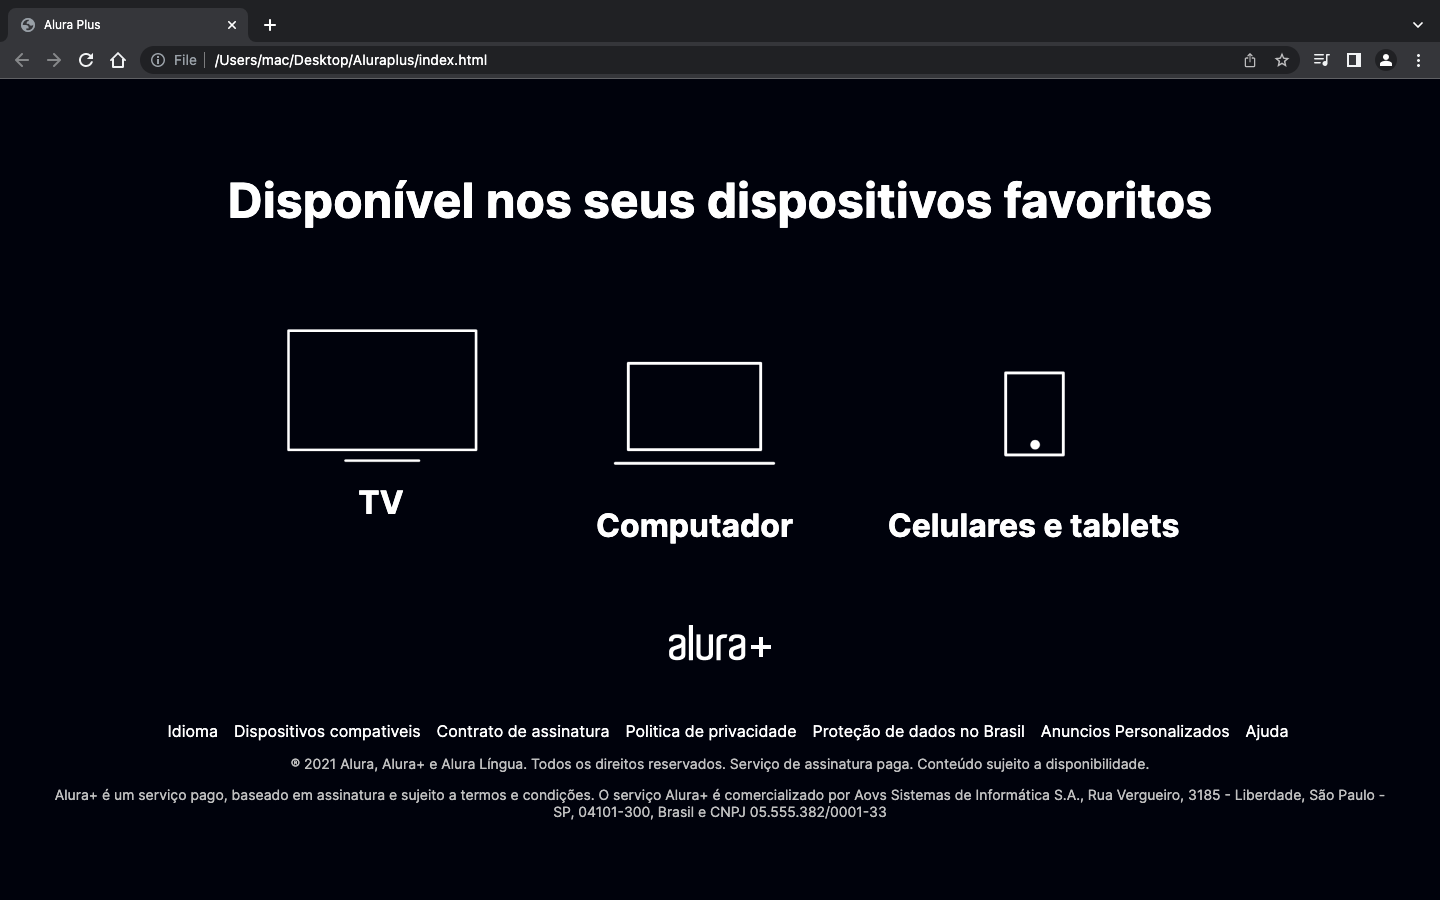 Alura Plus
File /Users/mac/Desktop/Aluraplus/index.html
Disponível nos seus dispositivos favoritos
TV
Computador
Celulares e tablets
alura+
Idioma Dispositivos compativeis Contrato de assinatura Politica de privacidade Proteção de dados no Brasil Anuncios Personalizados Ajuda
® 2021 Alura, Alura+ e Alura Língua. Todos os direitos reservados. Serviço de assinatura paga. Conteúdo sujeito a disponibilidade.
Alura+ é um serviço pago, baseado em assinatura e sujeito a termos e condições. O serviço Alura+ é comercializado por Aovs Sistemas de Informática S.A., Rua Vergueiro, 3185 - Liberdade, São Paulo -
SP, 04101-300, Brasil e CNPJ 05.555.382/0001-33